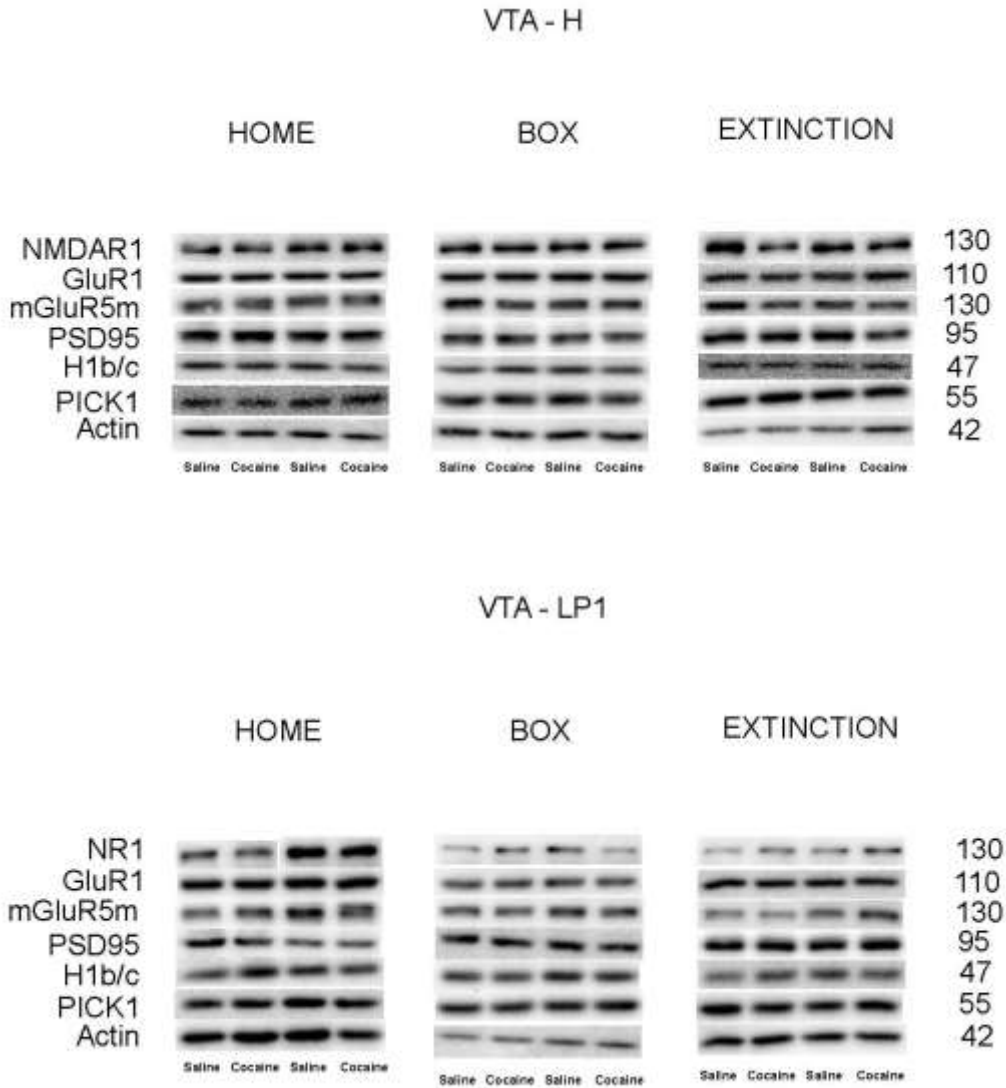 VTA - H
HOME BOX EXTINCTION
NMDAR1 130
GluR1 110
mGluR5m 130
PSD95 95
H1b/c 47
PICK1 55
Actin 42
Saline Cocaine Saline Cocaine Saline Cocaine Saline Cocaine Saline Cocaine Saline Cocaine
VTA - LP1
HOME BOX EXTINCTION
NR1 130
GluR1 110
mGluR5m 130
PSD95 95
H1b/c 47
PICK1 55
Actin 42
Saline Cocaine Saline Cocaine Saline Cocaine Saline Cocaine Saline Cocaine Saline Cocaine